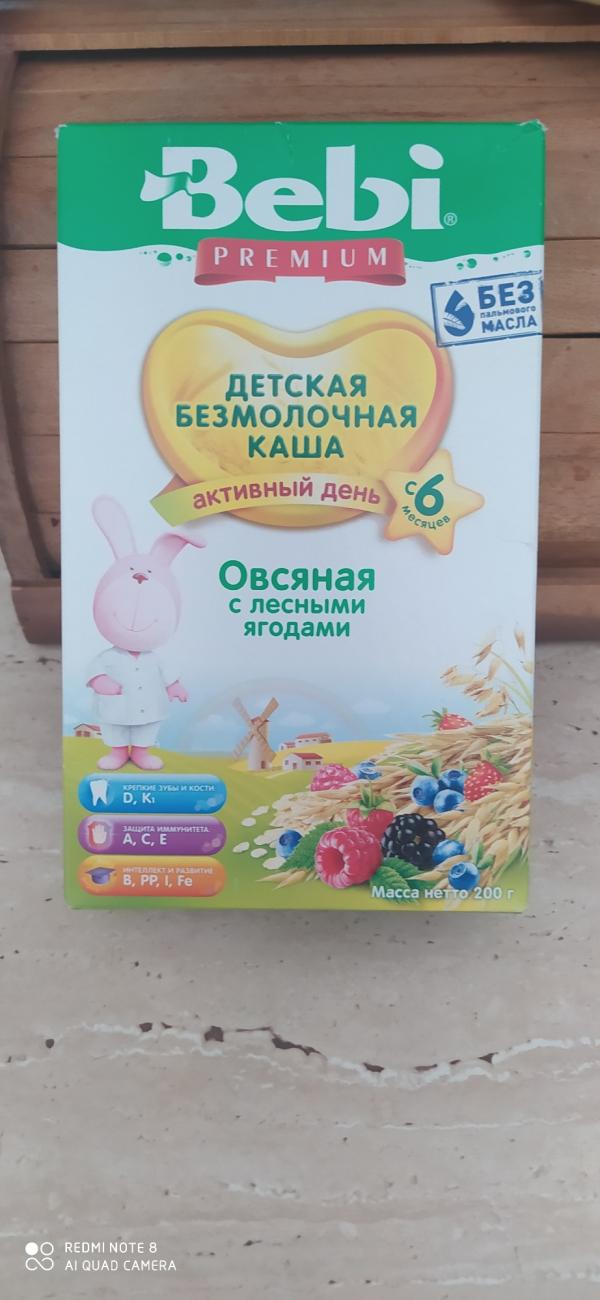 Bebi®
PREMIUM
БЕЗ
пальмового
МАСЛА
ДЕТСКАЯ
БЕЗМОЛОЧНАЯ
КАША
активный день
с 6
месяцев
Овсяная
с лесными
ягодами
КРЕПКИЕ ЗУБЫ И КОСТИ
D, K1
ЗАЩИТА ИММУНИТЕТА
A, C, E
ИНТЕЛЛЕКТ И РАЗВИТИЕ
B, PP, I, Fe
Масса нетто 200 г
REDMI NOTE 8
AI QUAD CAMERA